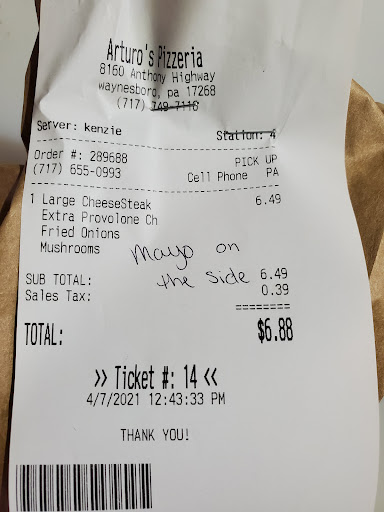 Arturo's Pizzeria
8160 Anthony Highway
waynesboro, pa 17268
(717) 749-7116
Server: kenzie Station: 4
Order #: 289688 PICK UP
(717) 655-0993 Cell Phone PA
1 Large CheeseSteak 6.49
Extra Provolone Ch
Fried Onions
Mushrooms
Mayo on
the side
SUB TOTAL: 6.49
Sales Tax: 0.39
========
TOTAL: $6.88
>> Ticket #: 14 <<
4/7/2021 12:43:33 PM
THANK YOU!